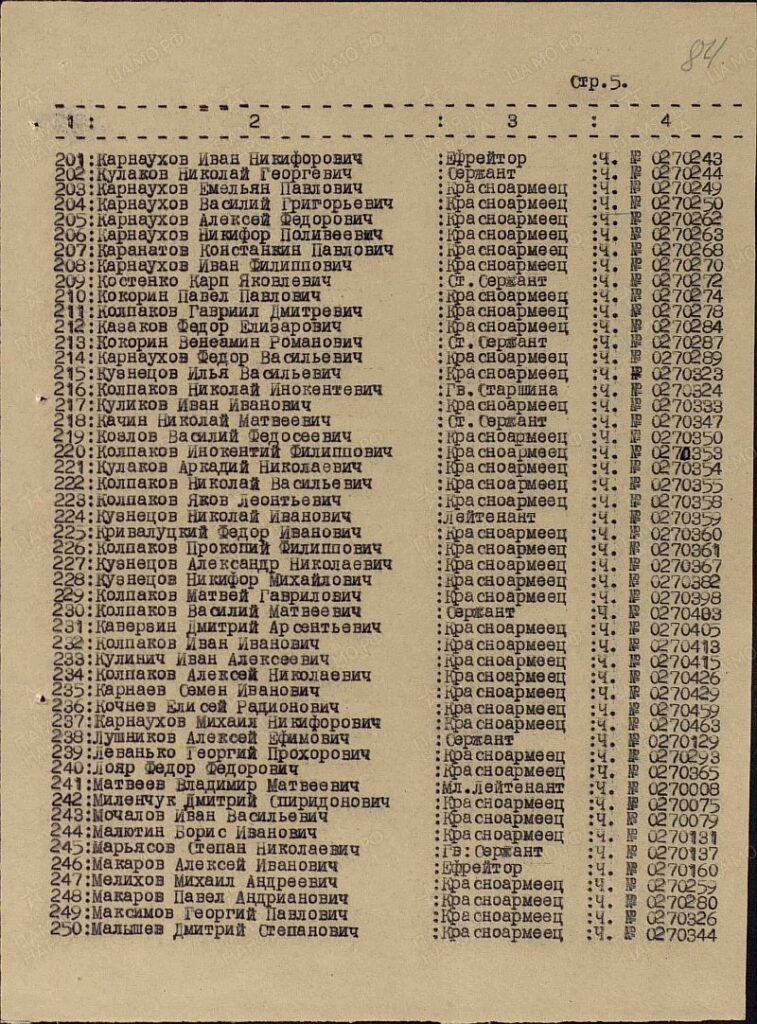 84.
Стр.5.
1: 2 : 3 : 4
201:Карнаухов Иван Никифорович :Ефрейтор :Ч. № 0270243
202:Кулаков Николай Георгевич :Сержант :Ч. № 0270244
203:Карнаухов Емельян Павлович :Красноармеец :Ч. № 0270249
204:Карнаухов Василий Григорьевич :Красноармеец :Ч. № 0270250
205:Карнаухов Алексей Федорович :Красноармеец :Ч. № 0270262
206:Карнаухов Никифор Поливеевич :Красноармеец :Ч. № 0270263
207:Каранатов Констанкин Павлович :Красноармеец :Ч. № 0270268
208:Карнаухов Иван Филиппович :Красноармеец :Ч. № 0270270
209:Костенко Карп Яковлевич :Ст.Сержант :Ч. № 0270272
210:Кокорин Павел Павлович :Красноармеец :Ч. № 0270274
211:Колпаков Гавриил Дмитревич :Красноармеец :Ч. № 0270278
212:Казаков Федор Елизарович :Красноармеец :Ч. № 0270284
213:Кокорин Венеамин Романович :Ст.Сержант :Ч. № 0270287
214:Карнаухов Федор Васильевич :Красноармеец :Ч. № 0270289
215:Кузнецов Илья Васильевич :Красноармеец :Ч. № 0270323
216:Колпаков Николай Инокентевич :Гв.Старшина :Ч. № 0270324
217:Куликов Иван Иванович :Красноармеец :Ч. № 0270333
218:Качин Николай Матвеевич :Ст.Сержант :Ч. № 0270347
219:Козлов Василий Федосеевич :Красноармеец :Ч. № 0270350
220:Колпаков Инокентий Филиппович :Красноармеец :Ч. № 0270353
221:Кулаков Аркадий Николаевич :Красноармеец :Ч. № 0270354
222:Колпаков Николай Васильевич :Красноармеец :Ч. № 0270355
223:Колпаков Яков Леонтьевич :Красноармеец :Ч. № 0270358
224:Кузнецов Николай Иванович :Лейтенант :Ч. № 0270359
225:Кривалуцкий Федор Иванович :Красноармеец :Ч. № 0270360
226:Колпаков Прокопий Филиппович :Красноармеец :Ч. № 0270361
227:Кузнецов Александр Николаевич :Красноармеец :Ч. № 0270367
228:Кузнецов Никифор Михайлович :Красноармеец :Ч. № 0270382
229:Колпаков Матвей Гаврилович :Красноармеец :Ч. № 0270398
230:Колпаков Василий Матвеевич :Сержант :Ч. № 0270403
231:Каверзин Дмитрий Арсентьевич :Красноармеец :Ч. № 0270405
232:Колпаков Иван Иванович :Красноармеец :Ч. № 0270413
233:Кулинич Иван Алексеевич :Красноармеец :Ч. № 0270415
234:Колпаков Алексей Николаевич :Красноармеец :Ч. № 0270426
235:Карнаев Семен Иванович :Красноармеец :Ч. № 0270429
236:Кочнев Елисей Радионович :Красноармеец :Ч. № 0270459
237:Карнаухов Михаил Никифорович :Красноармеец :Ч. № 0270463
238:Лушников Алексей Ефимович :Сержант :Ч. № 0270129
239:Леванько Георгий Прохорович :Красноармеец :Ч. № 0270293
240:Лояр Федор Федорович :Красноармеец :Ч. № 0270365
241:Матвеев Владимир Матвеевич :Мл.Лейтенант :Ч. № 0270008
242:Миленчук Дмитрий Спиридонович :Красноармеец :Ч. № 0270075
243:Мочалов Иван Васильевич :Красноармеец :Ч. № 0270079
244:Малютин Борис Иванович :Красноармеец :Ч. № 0270131
245:Марьясов Степан Николаевич :Гв:Сержант :Ч. № 0270137
246:Макаров Алексей Иванович :Ефрейтор :Ч. № 0270160
247:Мелихов Михаил Андреевич :Красноармеец :Ч. № 0270259
248:Макаров Павел Андрианович :Красноармеец :Ч. № 0270280
249:Максимов Георгий Павлович :Красноармеец :Ч. № 0270326
250:Малышев Дмитрий Степанович :Красноармеец :Ч. № 0270344